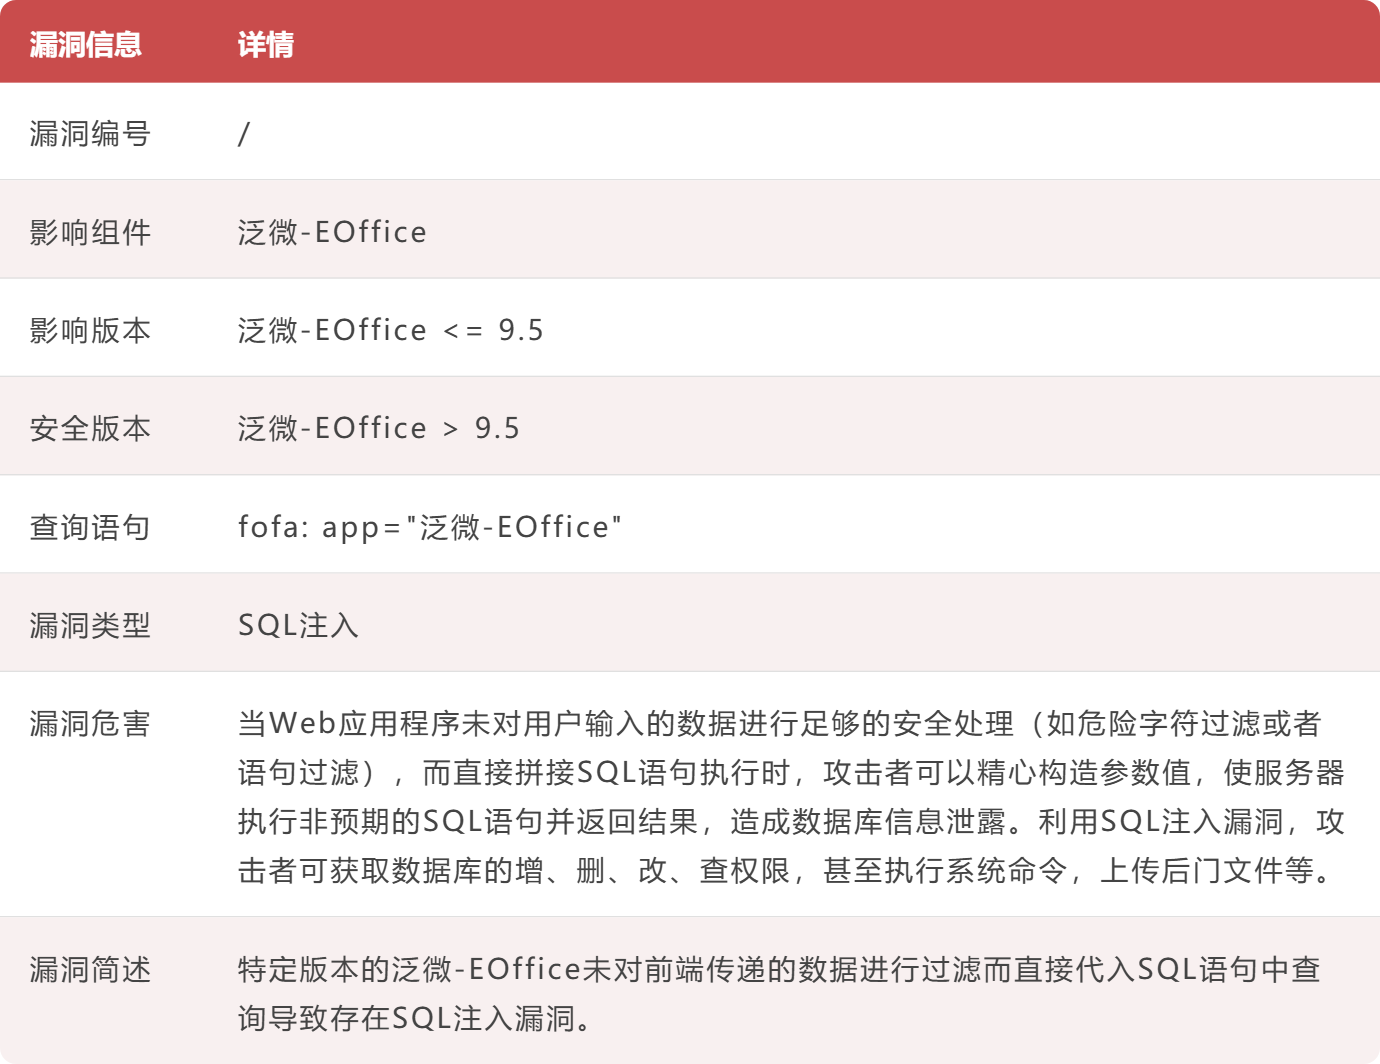 漏洞信息 详情
漏洞编号 /
影响组件 泛微-EOffice
影响版本 泛微-EOffice <= 9.5
安全版本 泛微-EOffice > 9.5
查询语句 fofa: app="泛微-EOffice"
漏洞类型 SQL注入
漏洞危害 当Web应用程序未对用户输入的数据进行足够的安全处理（如危险字符过滤或者
语句过滤），而直接拼接SQL语句执行时，攻击者可以精心构造参数值，使服务器
执行非预期的SQL语句并返回结果，造成数据库信息泄露。利用SQL注入漏洞，攻
击者可获取数据库的增、删、改、查权限，甚至执行系统命令，上传后门文件等。
漏洞简述 特定版本的泛微-EOffice未对前端传递的数据进行过滤而直接代入SQL语句中查
询导致存在SQL注入漏洞。